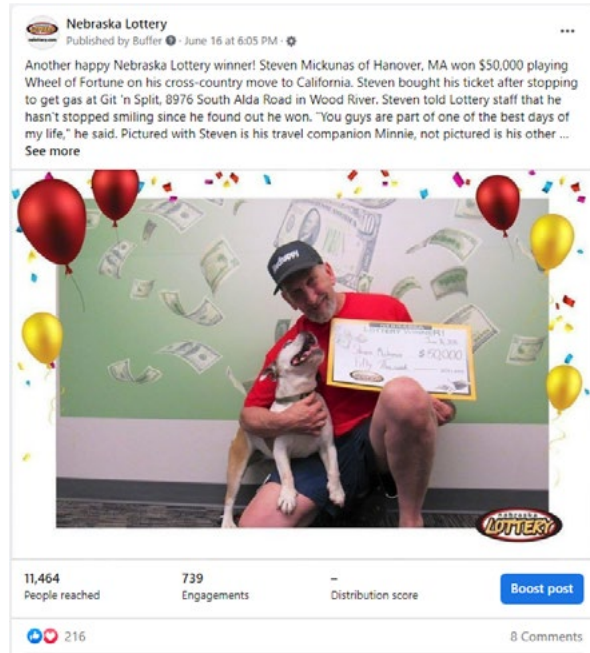 Nebraska Lottery
Published by Buffer · June 16 at 6:05 PM ·
Another happy Nebraska Lottery winner! Steven Mickunas of Hanover, MA won $50,000 playing
Wheel of Fortune on his cross-country move to California. Steven bought his ticket after stopping
to get gas at Git 'n Split, 8976 South Alda Road in Wood River. Steven told Lottery staff that he
hasn't stopped smiling since he found out he won. "You guys are part of one of the best days of
my life," he said. Pictured with Steven is his travel companion Minnie, not pictured is his other ...
See more
$50,000
Fifty Thousand
nebraska
LOTTERY
11,464
People reached
739
Engagements
–
Distribution score
Boost post
216
8 Comments